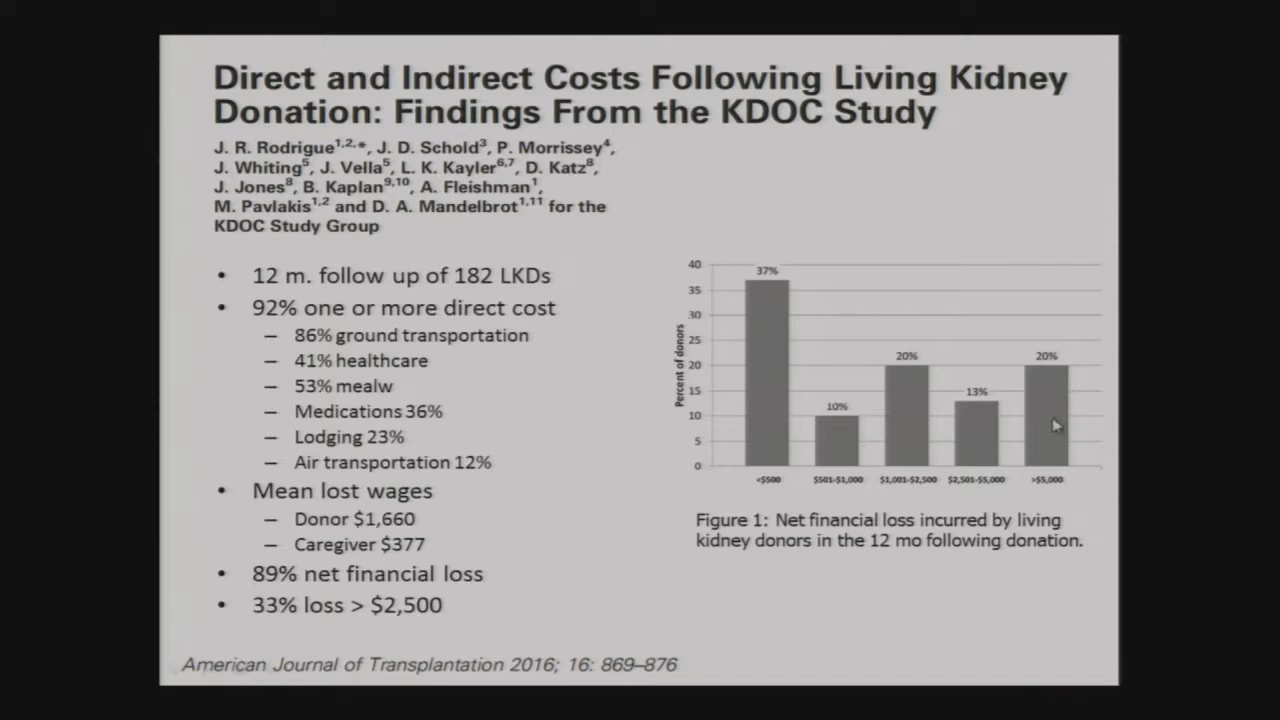 Direct and Indirect Costs Following Living Kidney
Donation: Findings From the KDOC Study
J. R. Rodrigue1,2,*, J. D. Schold3, P. Morrissey4,
J. Whiting5, J. Vella5, L. K. Kayler6,7, D. Katz8,
J. Jones8, B. Kaplan9,10, A. Fleishman1,
M. Pavlakis1,2 and D. A. Mandelbrot1,11 for the
KDOC Study Group
• 12 m. follow up of 182 LKDs
• 92% one or more direct cost
– 86% ground transportation
– 41% healthcare
– 53% mealw
– Medications 36%
– Lodging 23%
– Air transportation 12%
• Mean lost wages
– Donor $1,660
– Caregiver $377
• 89% net financial loss
• 33% loss > $2,500
Percent of donors
40
35
30
25
20
15
10
5
0
37%
10%
20%
13%
20%
<$500
$501-$1,000
$1,001-$2,500
$2,501-$5,000
>$5,000
Figure 1: Net financial loss incurred by living
kidney donors in the 12 mo following donation.
American Journal of Transplantation 2016; 16: 869–876